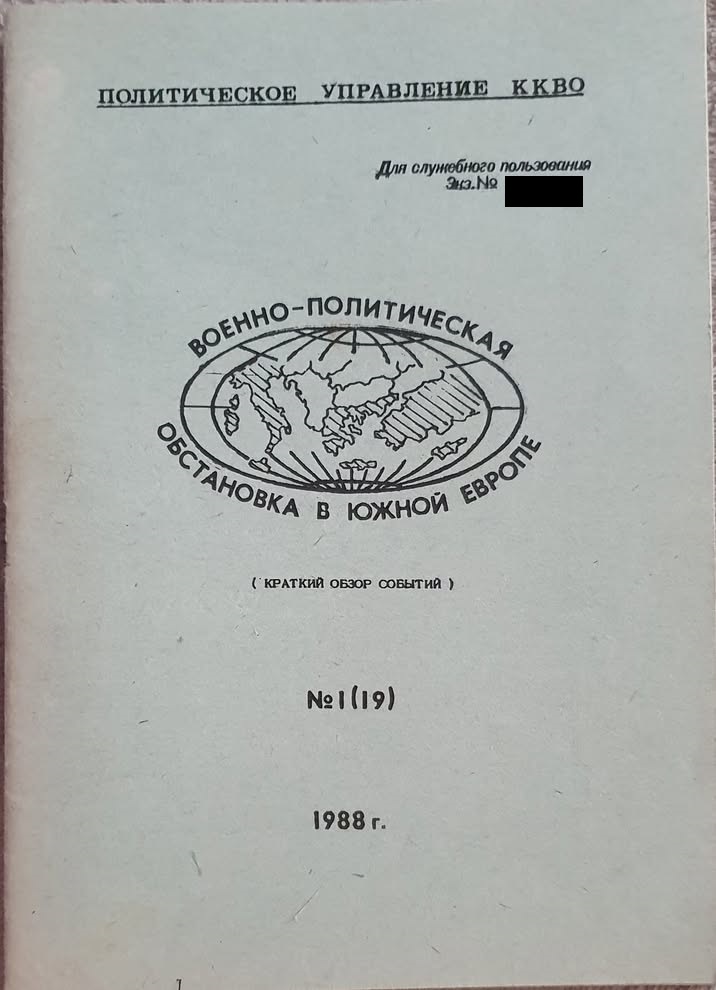 ПОЛИТИЧЕСКОЕ УПРАВЛЕНИЕ ККВО
Для служебного пользования
Экз.№
ВОЕННО-ПОЛИТИЧЕСКАЯ
ОБСТАНОВКА В ЮЖНОЙ ЕВРОПЕ
( КРАТКИЙ ОБЗОР СОБЫТИЙ )
№1(19)
1988 г.